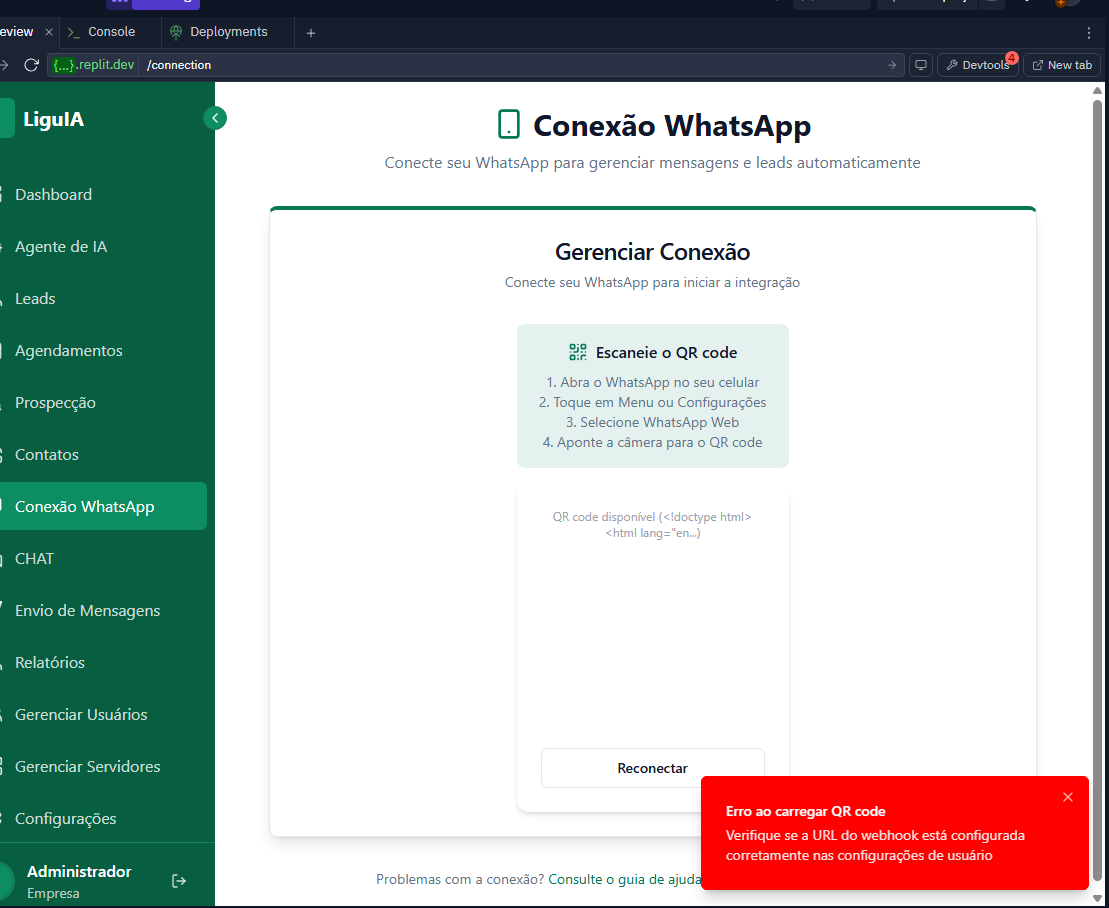 eview
Console
Deployments
{...}.replit.dev
/connection
Devtools
4
New tab
LiguIA
Conexão WhatsApp
Conecte seu WhatsApp para gerenciar mensagens e leads automaticamente
Dashboard
Agente de IA
Leads
Agendamentos
Prospecção
Contatos
Conexão WhatsApp
CHAT
Envio de Mensagens
Relatórios
Gerenciar Usuários
Gerenciar Servidores
Configurações
Administrador
Empresa
Gerenciar Conexão
Conecte seu WhatsApp para iniciar a integração
Escaneie o QR code
1. Abra o WhatsApp no seu celular
2. Toque em Menu ou Configurações
3. Selecione WhatsApp Web
4. Aponte a câmera para o QR code
QR code disponível (<!doctype html>
<html lang="en...)
Reconectar
Problemas com a conexão? Consulte o guia de ajuda
Erro ao carregar QR code
Verifique se a URL do webhook está configurada
corretamente nas configurações de usuário